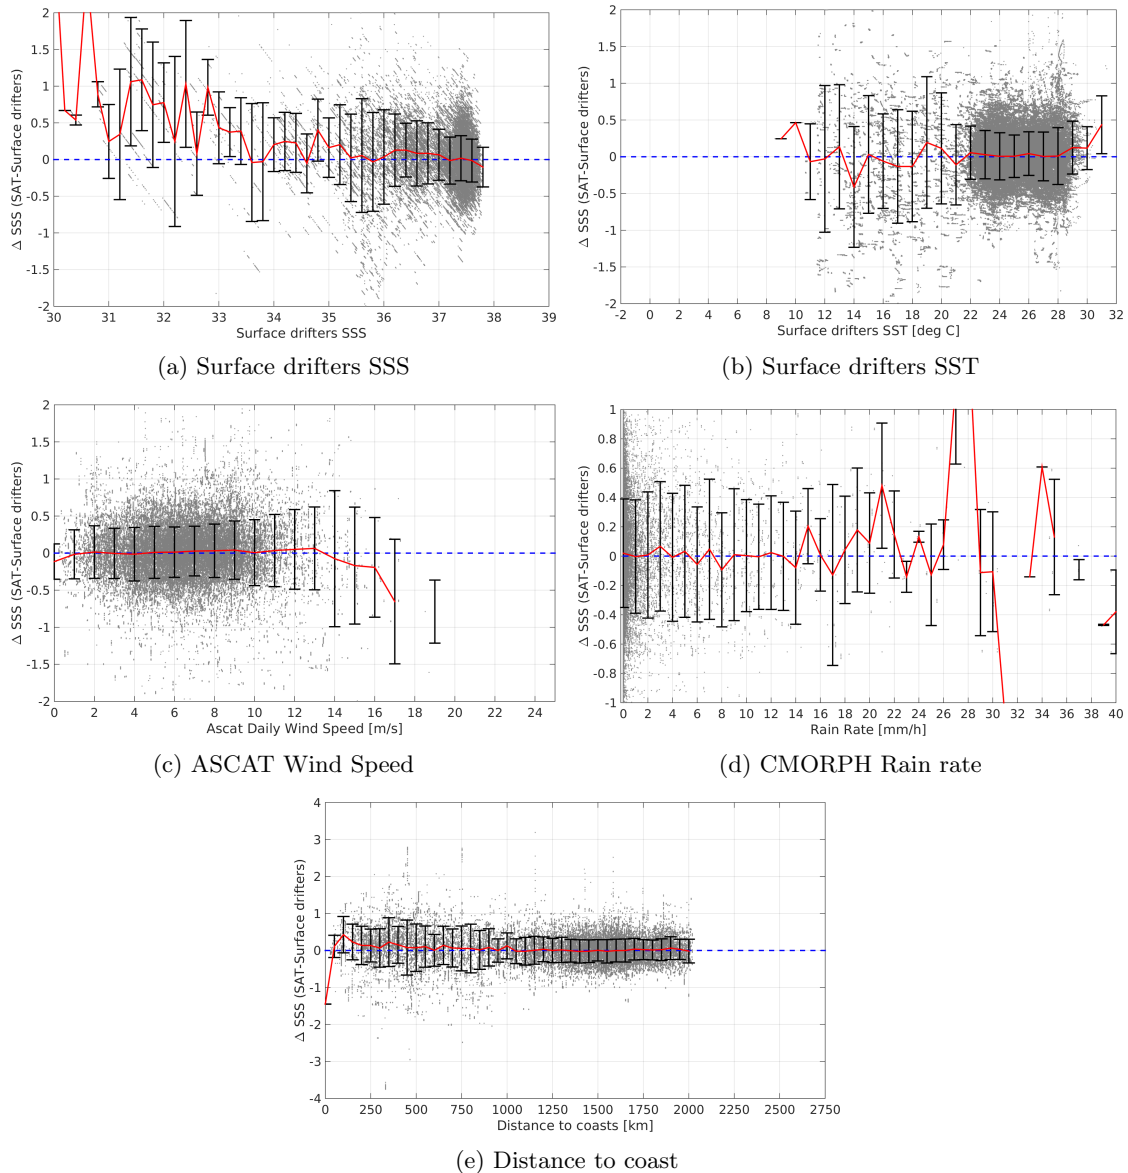 2
1.5
1
0.5
0
-0.5
-1
-1.5
-2
Δ SSS (SAT-Surface drifters)
30 31 32 33 34 35 36 37 38 39
Surface drifters SSS
(a) Surface drifters SSS
2
1.5
1
0.5
0
-0.5
-1
-1.5
-2
Δ SSS (SAT-Surface drifters)
-2 0 2 4 6 8 10 12 14 16 18 20 22 24 26 28 30 32
Surface drifters SST [deg C]
(b) Surface drifters SST
2
1.5
1
0.5
0
-0.5
-1
-1.5
-2
Δ SSS (SAT-Surface drifters)
0 2 4 6 8 10 12 14 16 18 20 22 24
Ascat Daily Wind Speed [m/s]
(c) ASCAT Wind Speed
1
0.8
0.6
0.4
0.2
0
-0.2
-0.4
-0.6
-0.8
-1
Δ SSS (SAT-Surface drifters)
0 2 4 6 8 10 12 14 16 18 20 22 24 26 28 30 32 34 36 38 40
Rain Rate [mm/h]
(d) CMORPH Rain rate
4
3
2
1
0
-1
-2
-3
-4
Δ SSS (SAT-Surface drifters)
0 250 500 750 1000 1250 1500 1750 2000 2250 2500 2750
Distance to coasts [km]
(e) Distance to coast